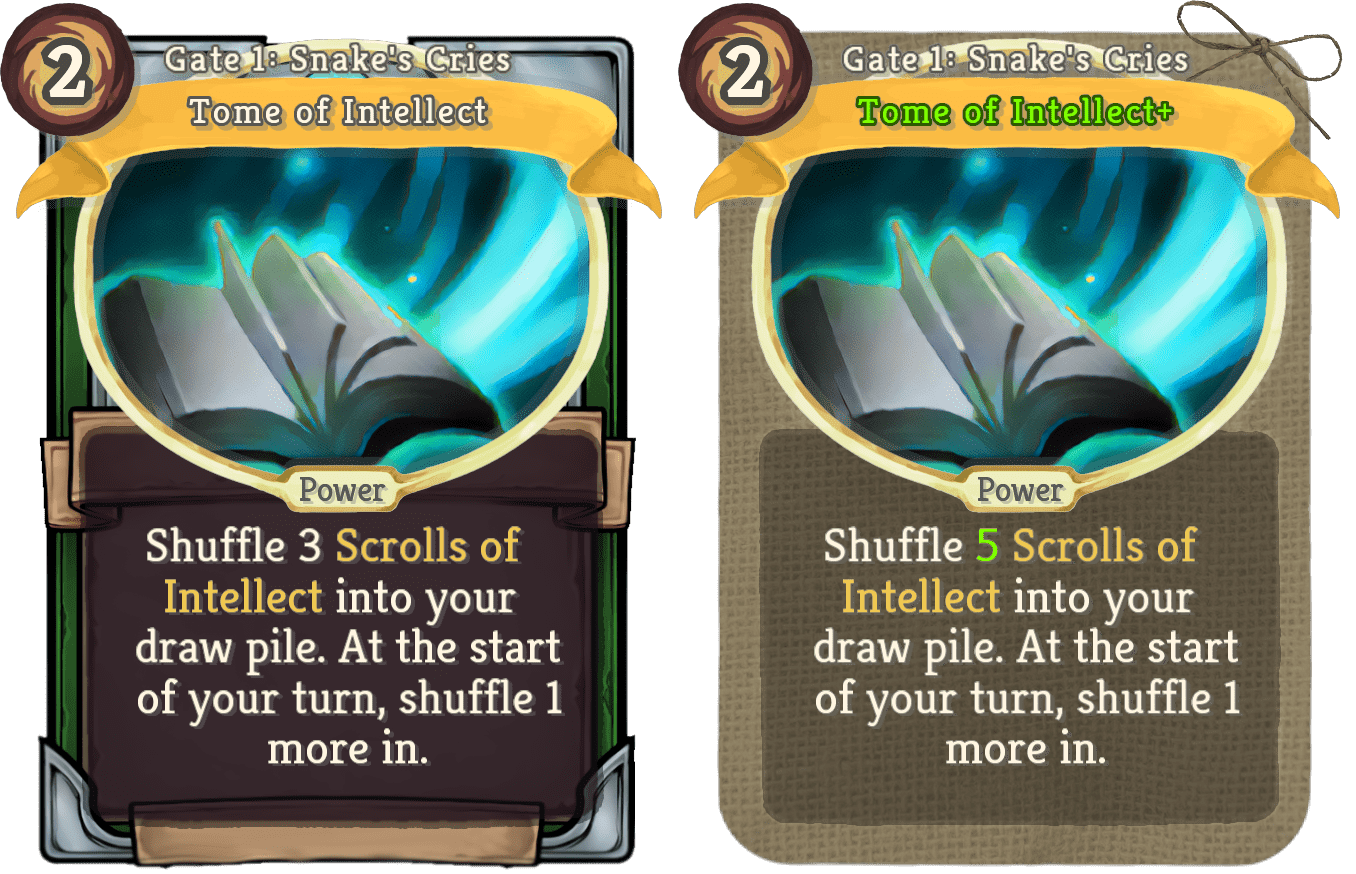 2
Gate 1: Snake's Cries
Tome of Intellect
Power
Shuffle 3 Scrolls of
Intellect into your
draw pile. At the start
of your turn, shuffle 1
more in.
2
Gate 1: Snake's Cries
Tome of Intellect+
Power
Shuffle 5 Scrolls of
Intellect into your
draw pile. At the start
of your turn, shuffle 1
more in.